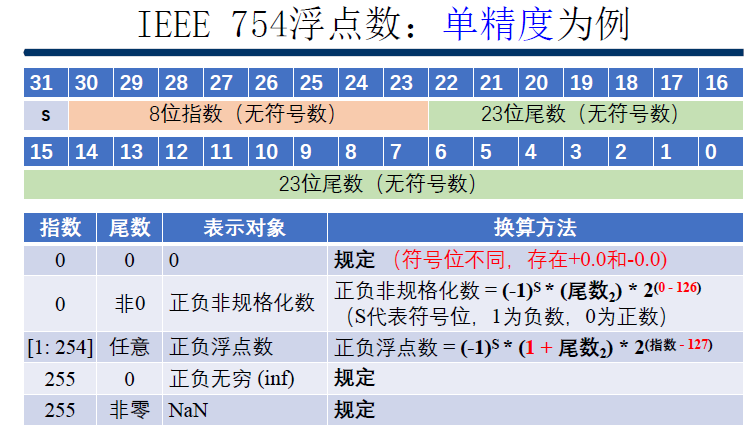 IEEE 754浮点数：单精度为例
31 30 29 28 27 26 25 24 23 22 21 20 19 18 17 16
s 8位指数（无符号数） 23位尾数（无符号数）
15 14 13 12 11 10 9 8 7 6 5 4 3 2 1 0
23位尾数（无符号数）
指数 尾数 表示对象 换算方法
0 0 0 规定 （符号位不同，存在+0.0和-0.0)
0 非0 正负非规格化数 正负非规格化数 = (-1)ᔆ * (尾数₂) * 2⁽⁰ ⁻ ¹²⁶⁾
（S代表符号位，1为负数，0为正数）
[1: 254] 任意 正负浮点数 正负浮点数 = (-1)ᔆ * (1 + 尾数₂) * 2(指数 - 127)
255 0 正负无穷 (inf) 规定
255 非零 NaN 规定